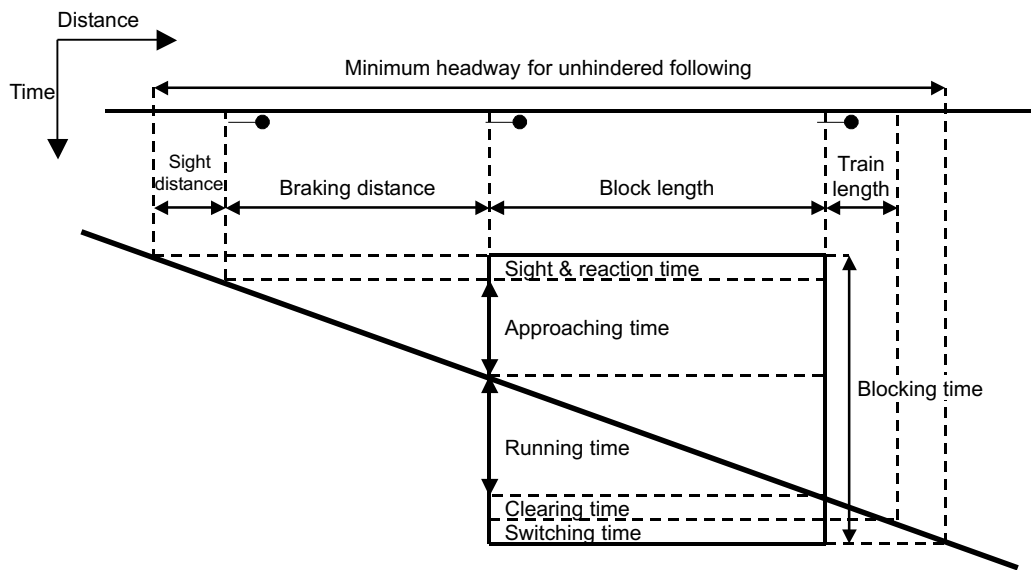 Distance
Time
Minimum headway for unhindered following
Sight
distance
Braking distance
Block length
Train
length
Sight & reaction time
Approaching time
Blocking time
Running time
Clearing time
Switching time